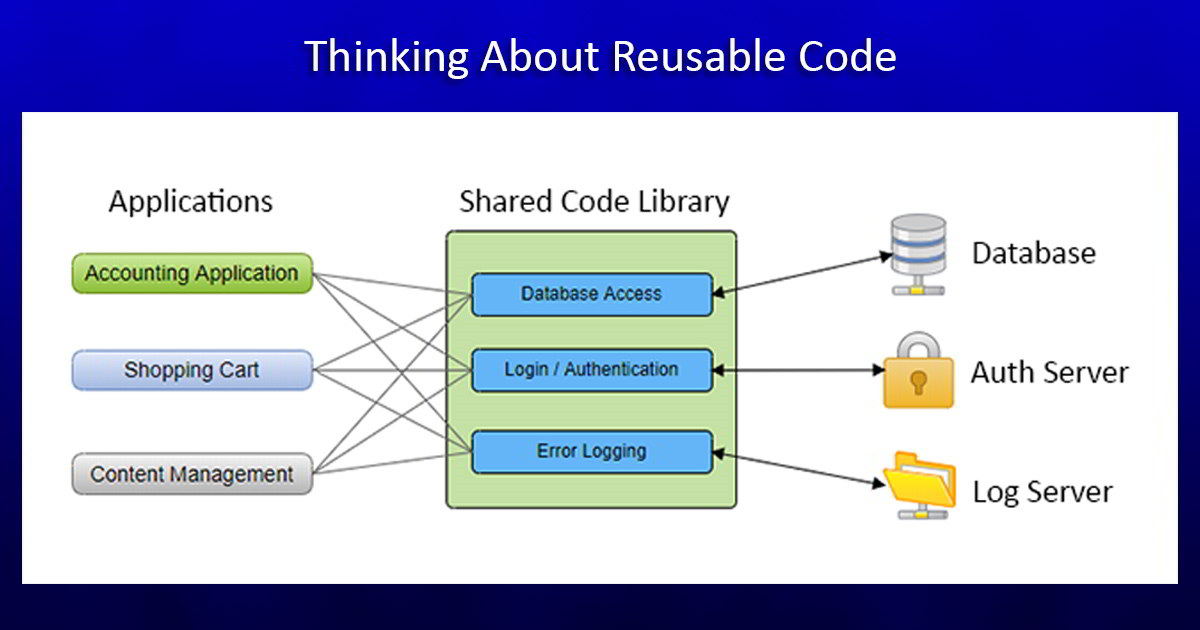 Thinking About Reusable Code
Applications
Accounting Application
Shopping Cart
Content Management
Shared Code Library
Database Access
Login / Authentication
Error Logging
Database
Auth Server
Log Server